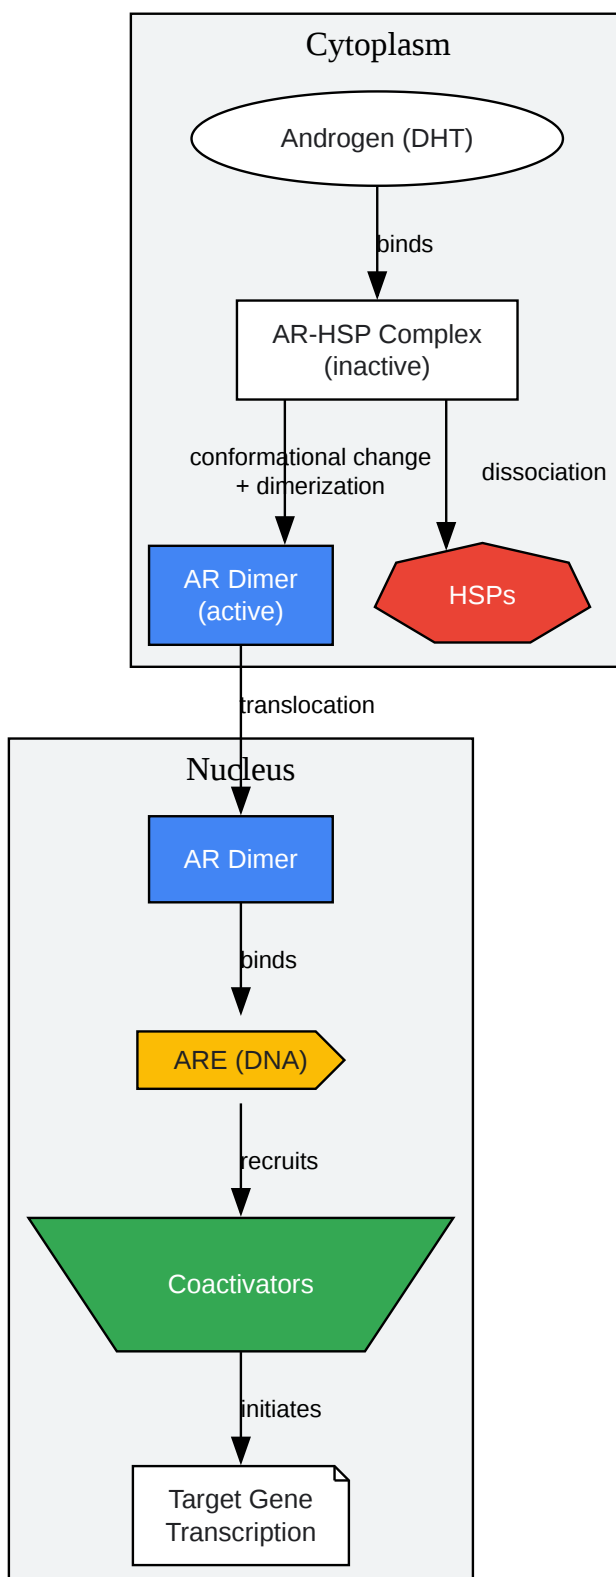 Cytoplasm
Androgen (DHT)
binds
AR-HSP Complex
(inactive)
conformational change
+ dimerization
dissociation
AR Dimer
(active)
HSPs
translocation
Nucleus
AR Dimer
binds
ARE (DNA)
recruits
Coactivators
initiates
Target Gene
Transcription